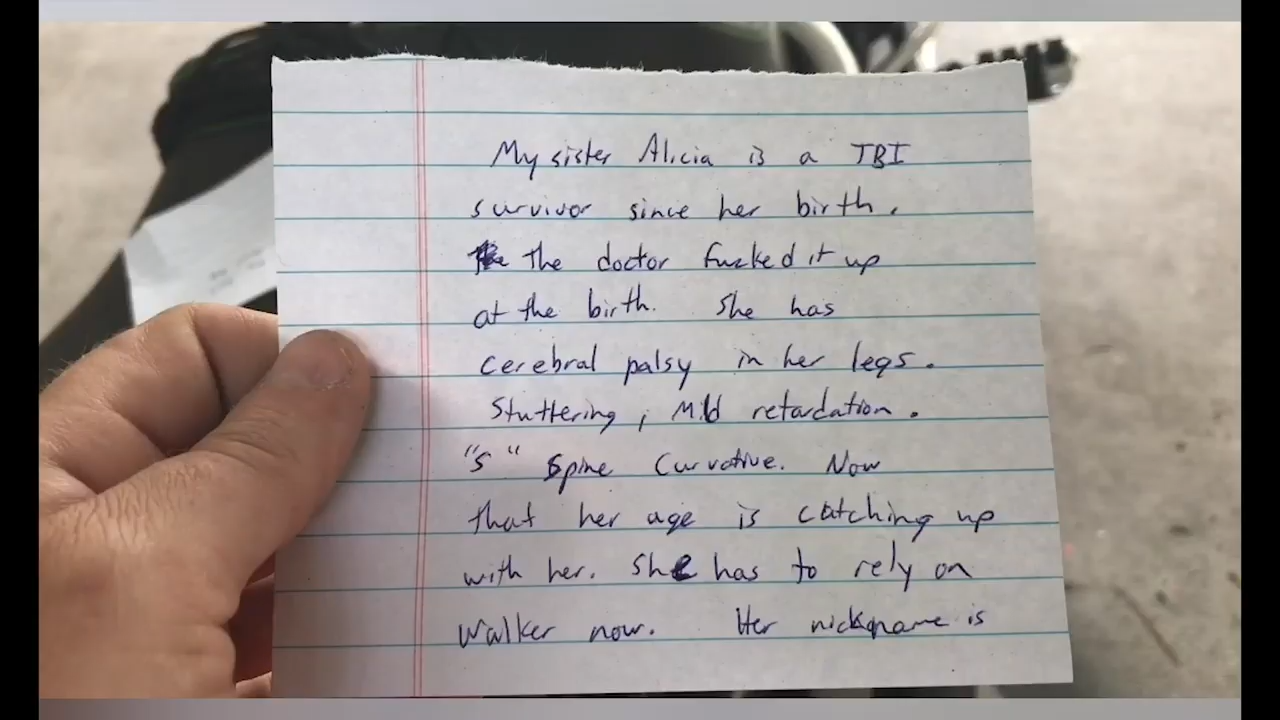 My sister Alicia is a TBI
survivor since her birth.
the doctor fucked it up
at the birth. She has
cerebral palsy in her legs.
Stuttering, Mild retardation.
"S" Spine Curvative. Now
that her age is catching up
with her. She has to rely on
walker now. Her nickname is